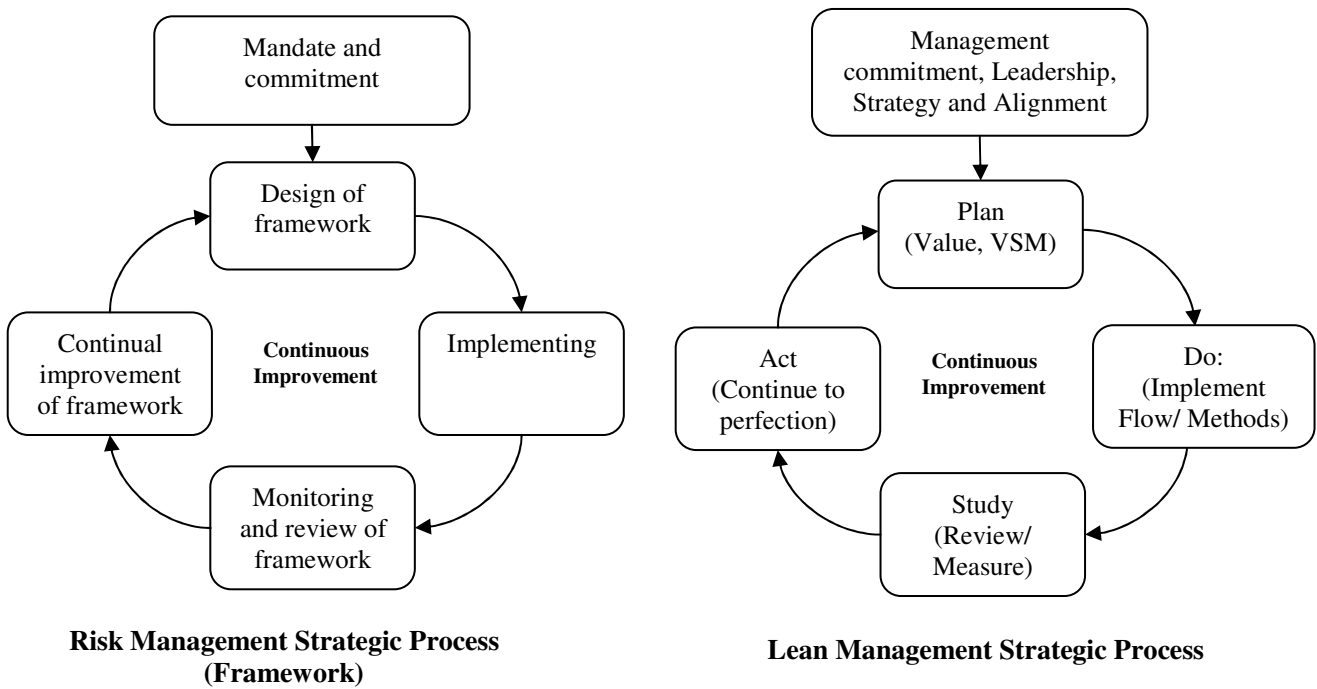 Mandate and
commitment
Design of
framework
Implementing
Monitoring
and review of
framework
Continual
improvement
of framework
Continuous
Improvement
Risk Management Strategic Process
(Framework)
Management
commitment, Leadership,
Strategy and Alignment
Plan
(Value, VSM)
Do:
(Implement
Flow/ Methods)
Study
(Review/
Measure)
Act
(Continue to
perfection)
Continuous
Improvement
Lean Management Strategic Process